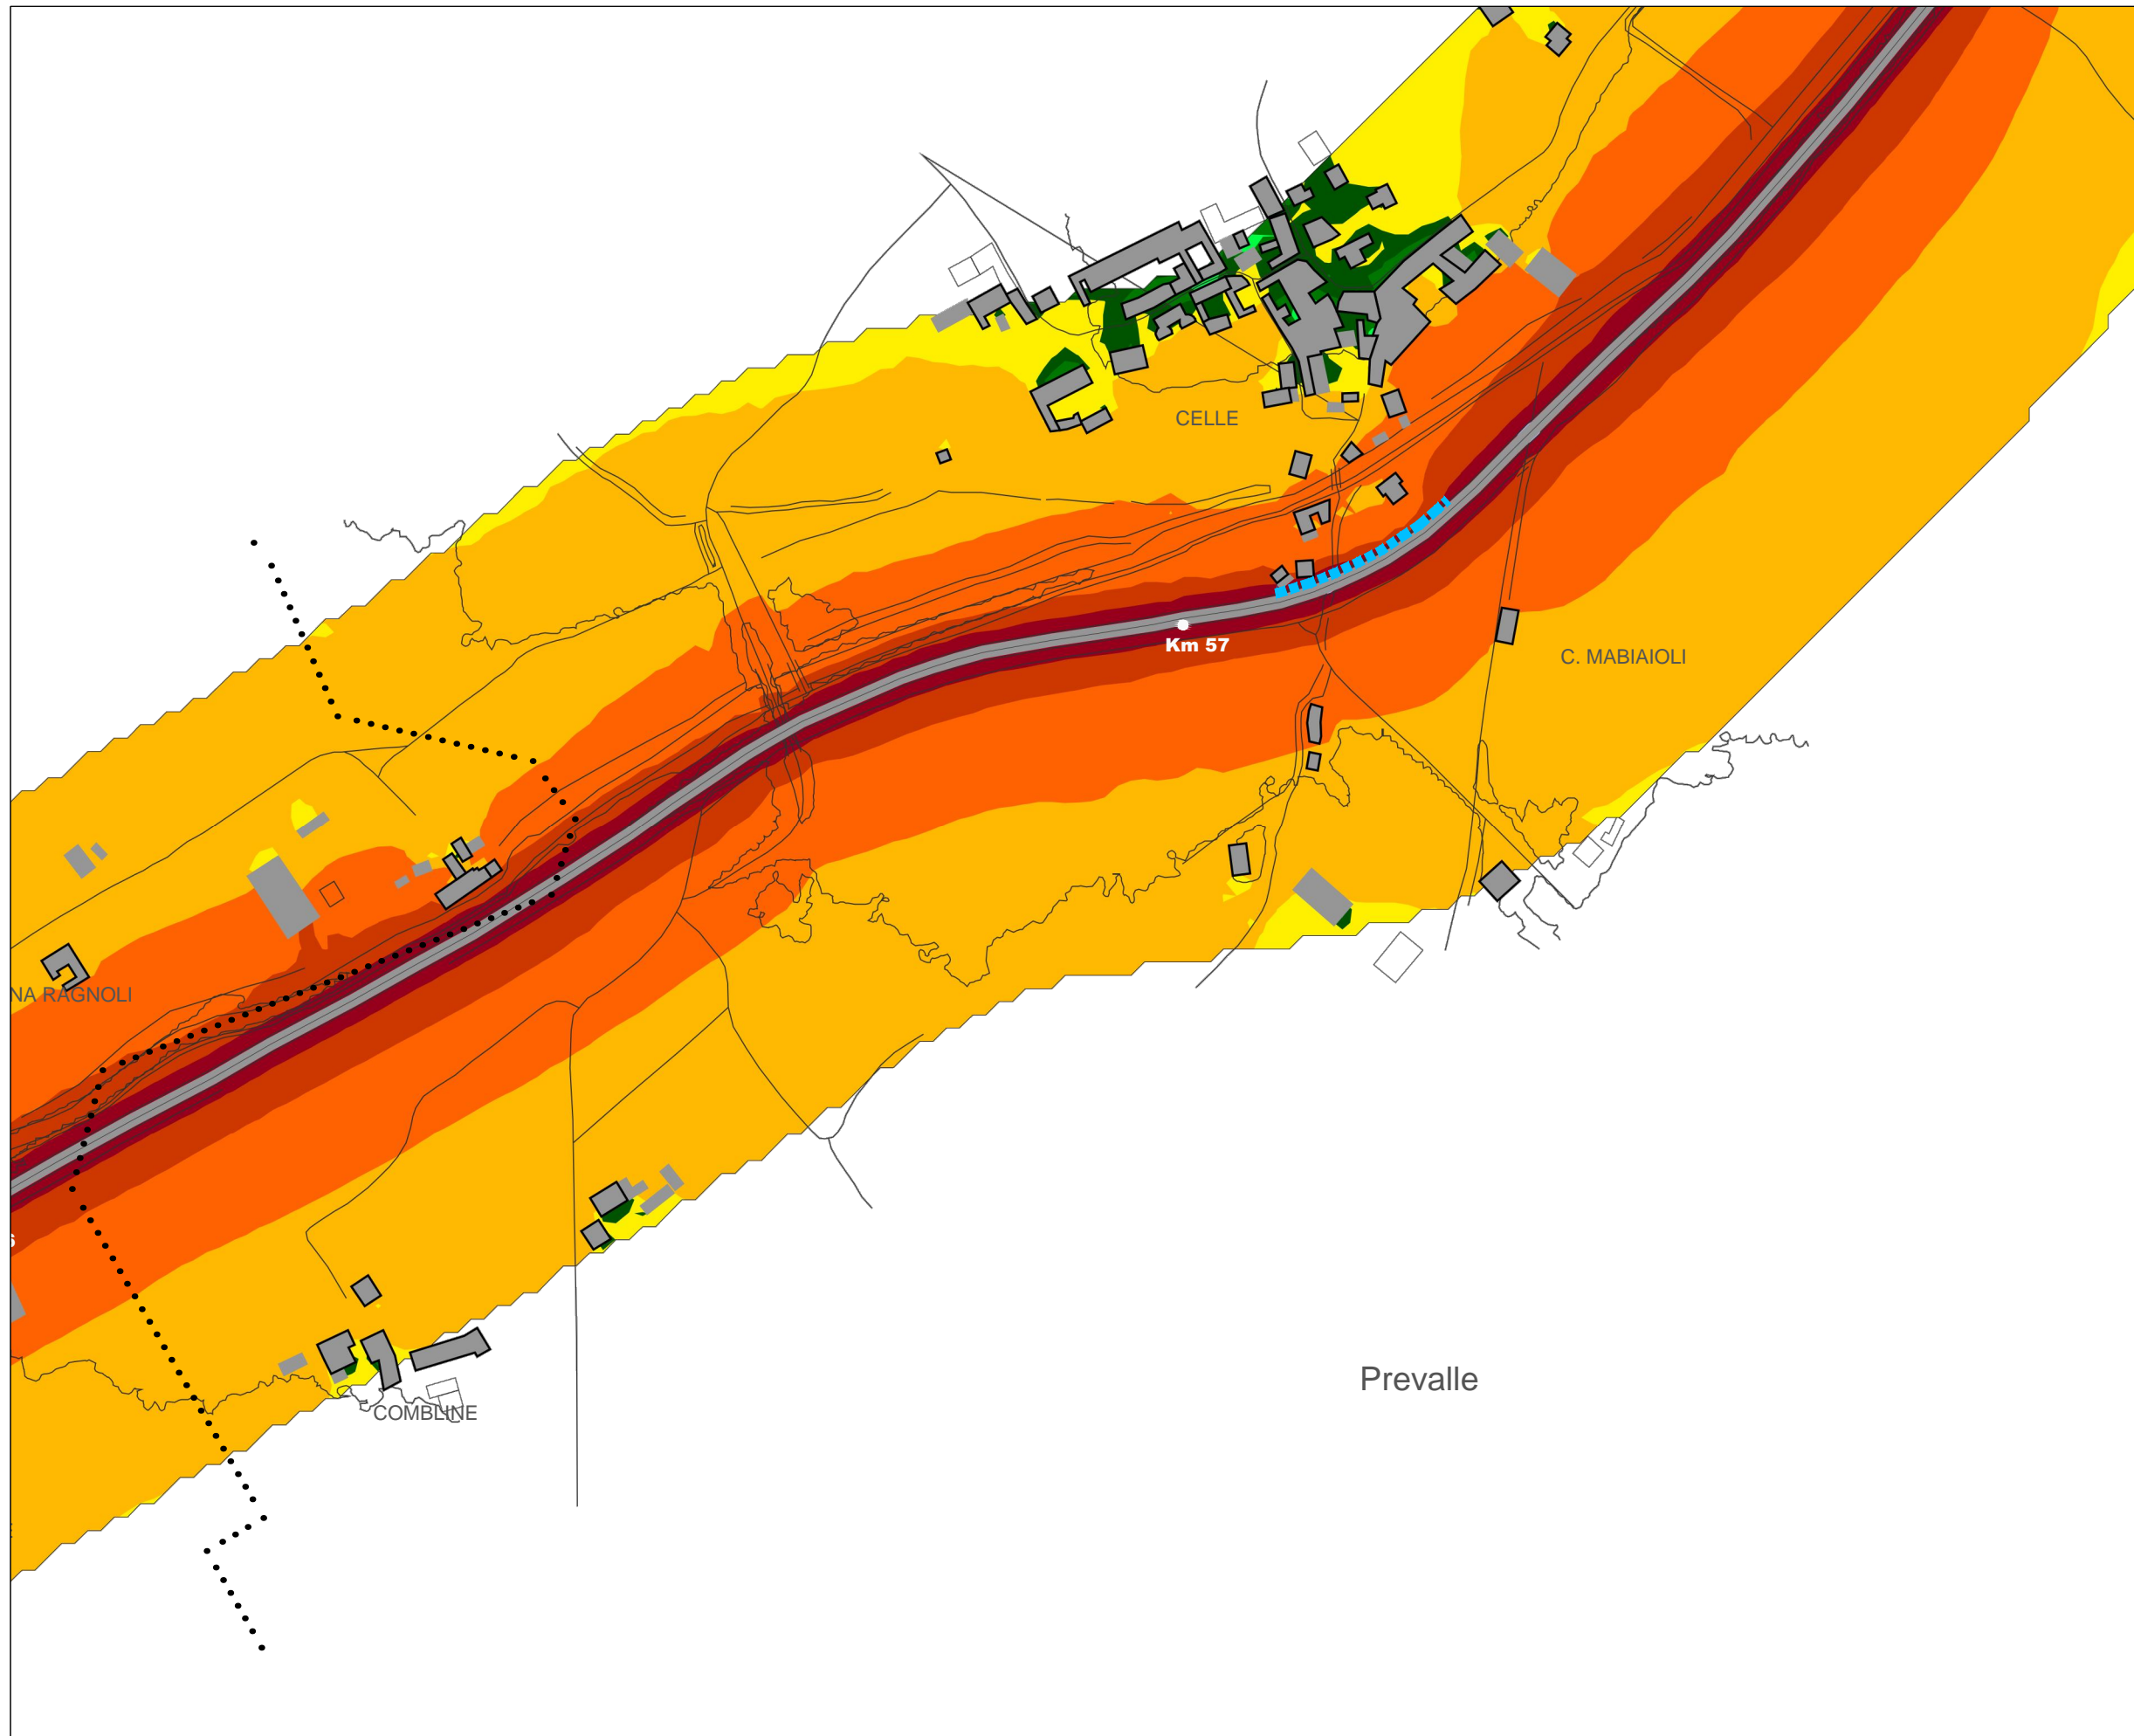 CELLE
Km 57
C. MABIAIOLI
NA RAGNOLI
Prevalle
COMBLINE